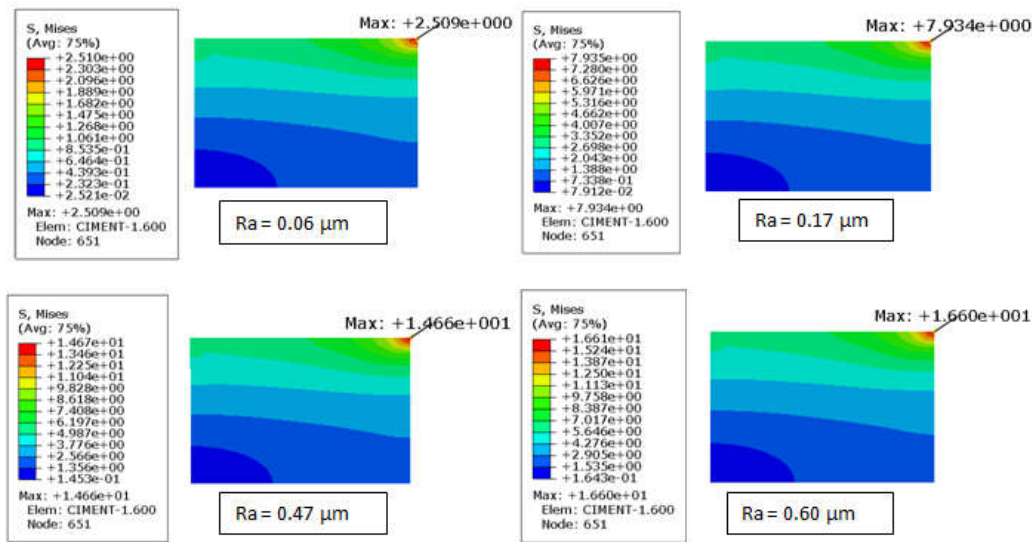 S, Mises
(Avg: 75%)
+2.510e+00
+2.303e+00
+2.096e+00
+1.889e+00
+1.682e+00
+1.475e+00
+1.268e+00
+1.061e+00
+8.535e-01
+6.464e-01
+4.393e-01
+2.323e-01
+2.521e-02
Max: +2.509e+00
Elem: CIMENT-1.600
Node: 651
Max: +2.509e+000
Ra = 0.06 µm
S, Mises
(Avg: 75%)
+7.935e+00
+7.280e+00
+6.626e+00
+5.971e+00
+5.316e+00
+4.662e+00
+4.007e+00
+3.352e+00
+2.698e+00
+2.043e+00
+1.388e+00
+7.338e-01
+7.912e-02
Max: +7.934e+00
Elem: CIMENT-1.600
Node: 651
Max: +7.934e+000
Ra = 0.17 µm
S, Mises
(Avg: 75%)
+1.467e+01
+1.346e+01
+1.225e+01
+1.104e+01
+9.828e+00
+8.618e+00
+7.408e+00
+6.197e+00
+4.987e+00
+3.776e+00
+2.566e+00
+1.356e+00
+1.453e-01
Max: +1.466e+01
Elem: CIMENT-1.600
Node: 651
Max: +1.466e+001
Ra = 0.47 µm
S, Mises
(Avg: 75%)
+1.661e+01
+1.524e+01
+1.387e+01
+1.250e+01
+1.113e+01
+9.758e+00
+8.387e+00
+7.017e+00
+5.646e+00
+4.276e+00
+2.905e+00
+1.535e+00
+1.643e-01
Max: +1.660e+01
Elem: CIMENT-1.600
Node: 651
Max: +1.660e+001
Ra = 0.60 µm